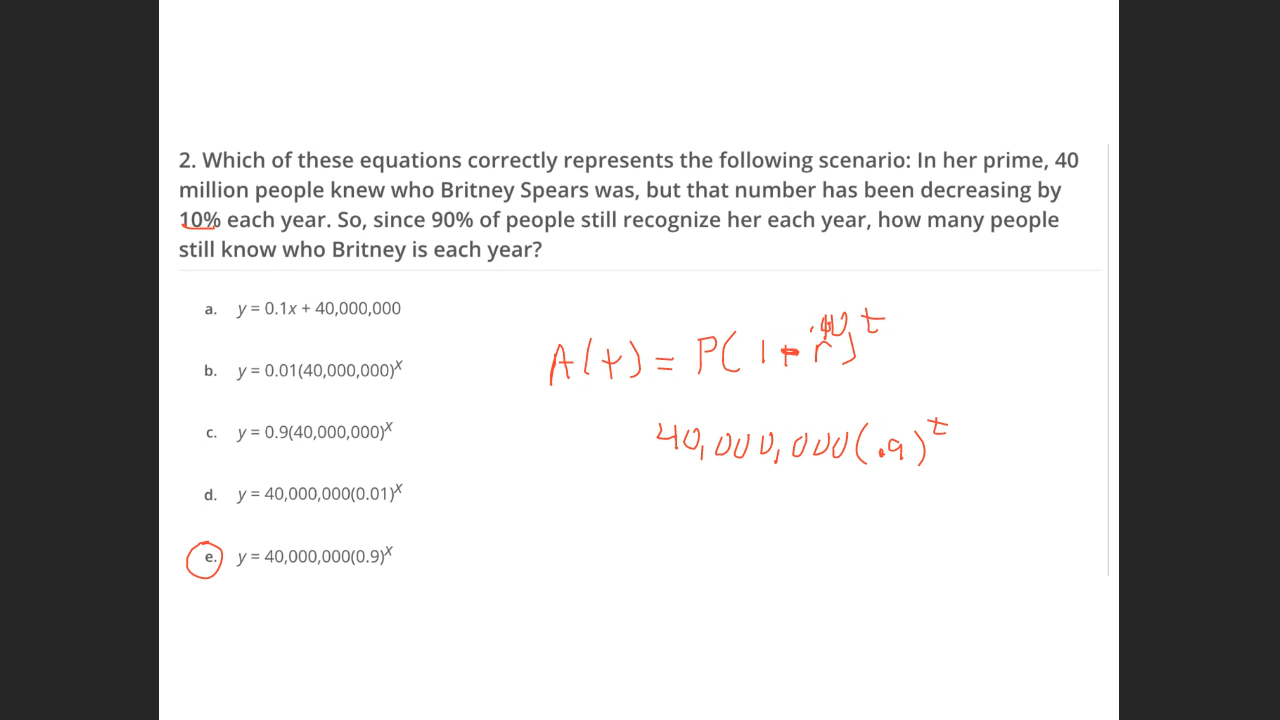 2. Which of these equations correctly represents the following scenario: In her prime, 40
million people knew who Britney Spears was, but that number has been decreasing by
10% each year. So, since 90% of people still recognize her each year, how many people
still know who Britney is each year?
a. y = 0.1x + 40,000,000
b. y = 0.01(40,000,000)^x
c. y = 0.9(40,000,000)^x
d. y = 40,000,000(0.01)^x
e. y = 40,000,000(0.9)^x
A(t) = P(1 - r)^t
40,000,000(.9)^t